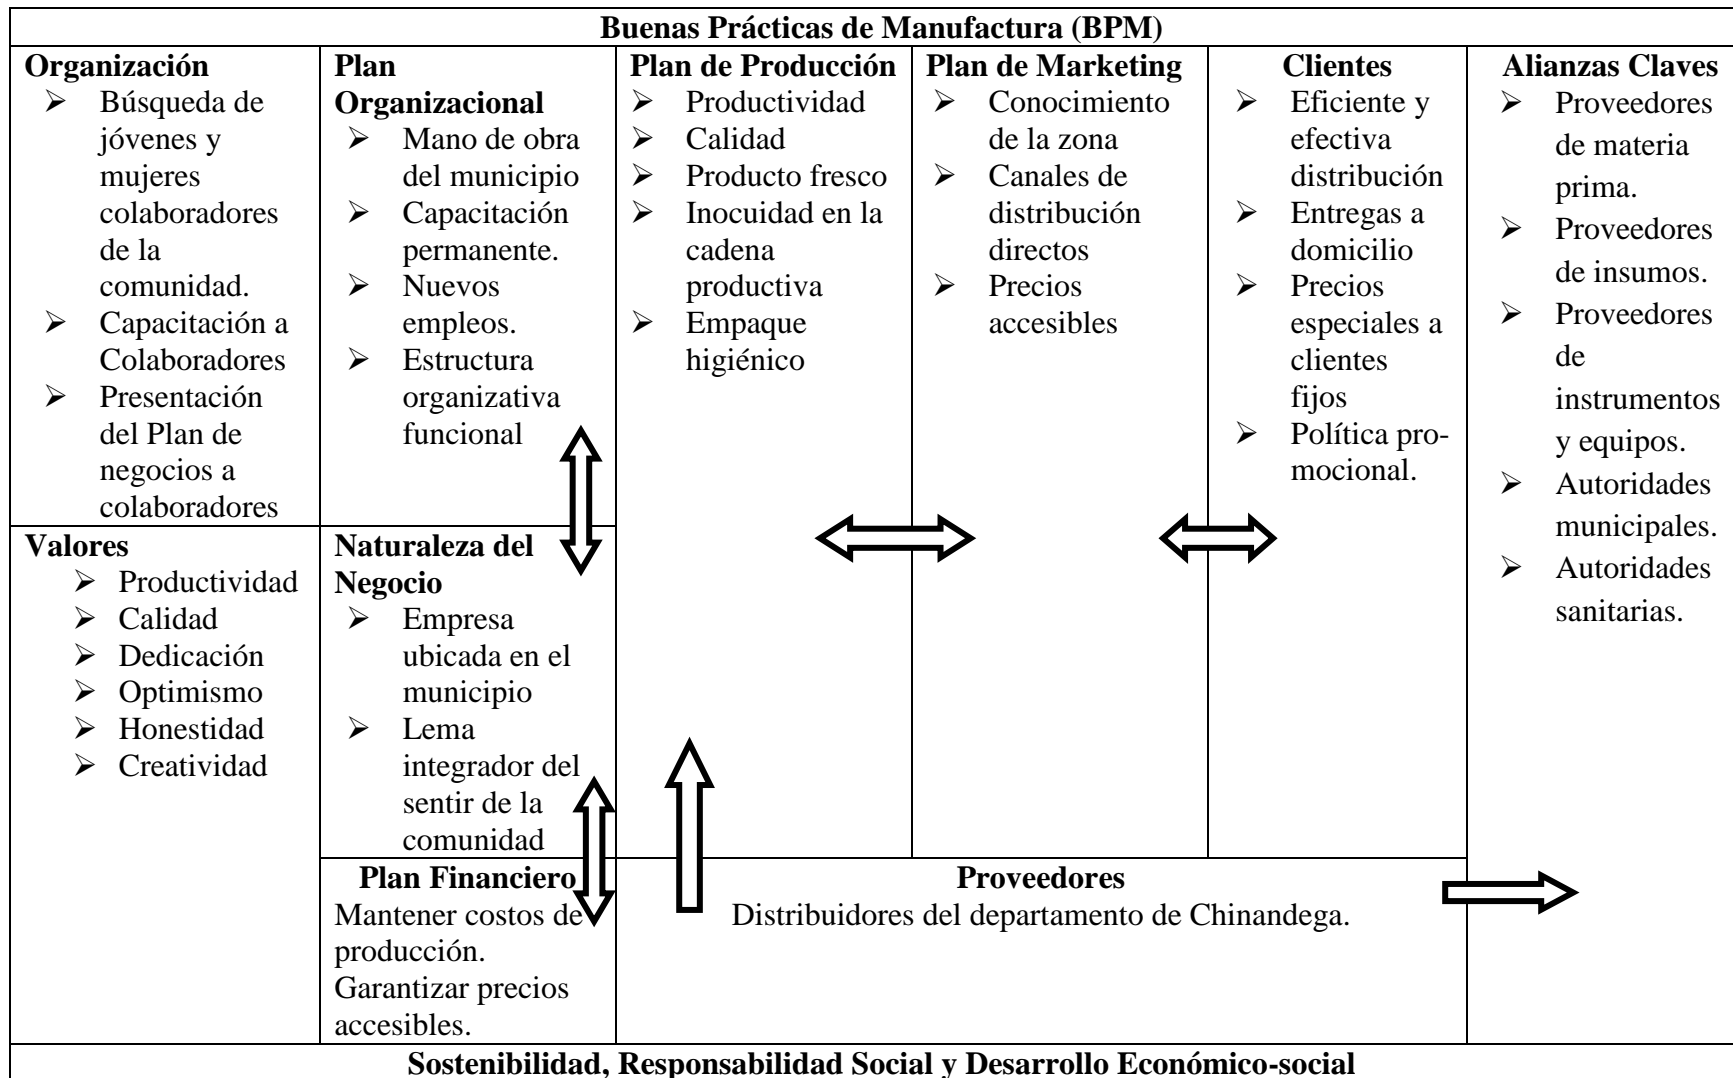 Buenas Prácticas de Manufactura (BPM)
Organización
➢ Búsqueda de
jóvenes y
mujeres
colaboradores
de la
comunidad.
➢ Capacitación a
Colaboradores
➢ Presentación
del Plan de
negocios a
colaboradores
Valores
➢ Productividad
➢ Calidad
➢ Dedicación
➢ Optimismo
➢ Honestidad
➢ Creatividad
Plan
Organizacional
➢ Mano de obra
del municipio
➢ Capacitación
permanente.
➢ Nuevos
empleos.
➢ Estructura
organizativa
funcional
Naturaleza del
Negocio
➢ Empresa
ubicada en el
municipio
➢ Lema
integrador del
sentir de la
comunidad
Plan Financiero
Mantener costos de
producción.
Garantizar precios
accesibles.
Plan de Producción
➢ Productividad
➢ Calidad
➢ Producto fresco
➢ Inocuidad en la
cadena
productiva
➢ Empaque
higiénico
Plan de Marketing
➢ Conocimiento
de la zona
➢ Canales de
distribución
directos
➢ Precios
accesibles
Clientes
➢ Eficiente y
efectiva
distribución
➢ Entregas a
domicilio
➢ Precios
especiales a
clientes
fijos
➢ Política pro-
mocional.
Proveedores
Distribuidores del departamento de Chinandega.
Alianzas Claves
➢ Proveedores
de materia
prima.
➢ Proveedores
de insumos.
➢ Proveedores
de
instrumentos
y equipos.
➢ Autoridades
municipales.
➢ Autoridades
sanitarias.
Sostenibilidad, Responsabilidad Social y Desarrollo Económico-social